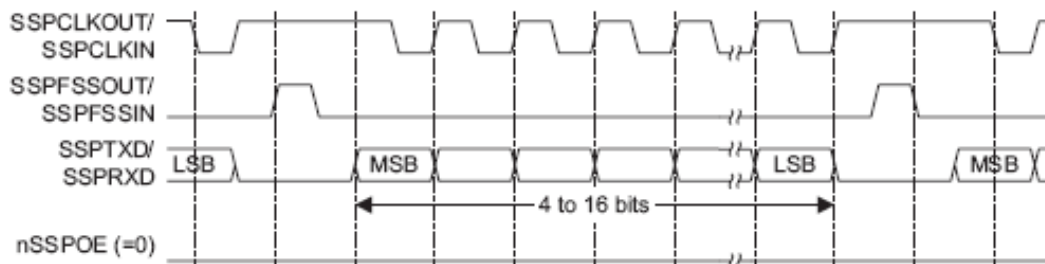 SSPCLKOUT/
SSPCLKIN
SSPFSSOUT/
SSPFSSIN
SSPTXD/
SSPRXD
LSB
MSB
LSB
MSB
4 to 16 bits
nSSPOE (=0)